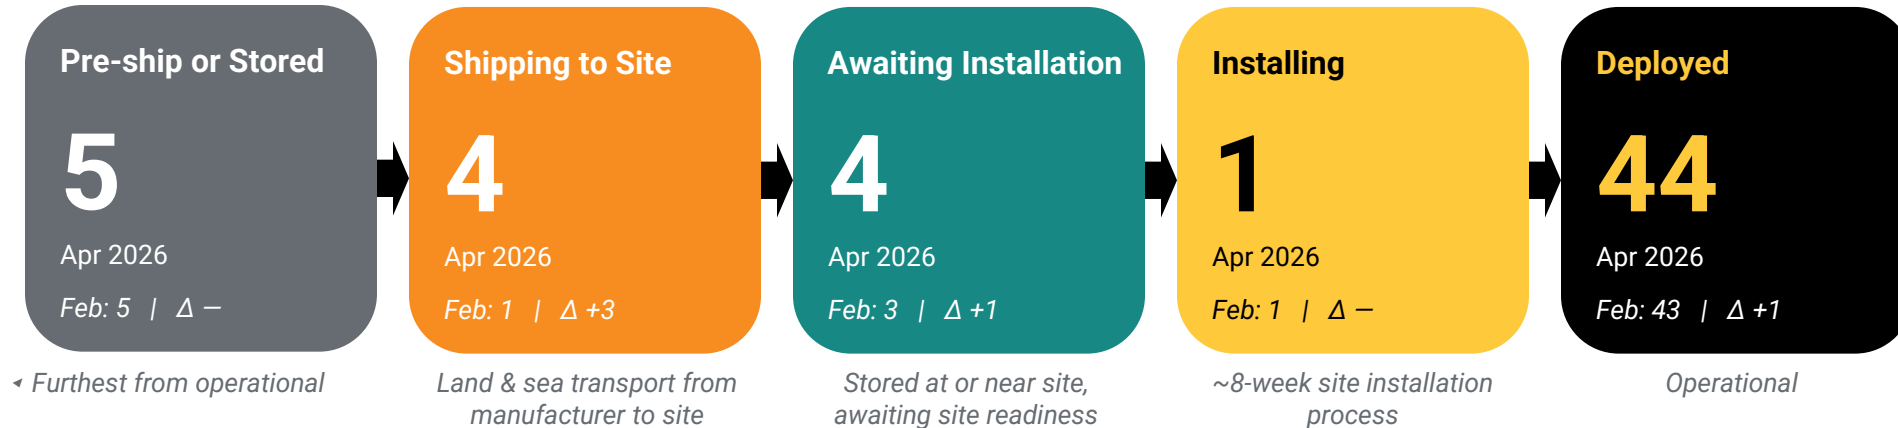 Pre-ship or Stored
5
Apr 2026
Feb: 5 | Δ —
◂ Furthest from operational
Shipping to Site
4
Apr 2026
Feb: 1 | Δ +3
Land & sea transport from
manufacturer to site
Awaiting Installation
4
Apr 2026
Feb: 3 | Δ +1
Stored at or near site,
awaiting site readiness
Installing
1
Apr 2026
Feb: 1 | Δ —
~8-week site installation
process
Deployed
44
Apr 2026
Feb: 43 | Δ +1
Operational